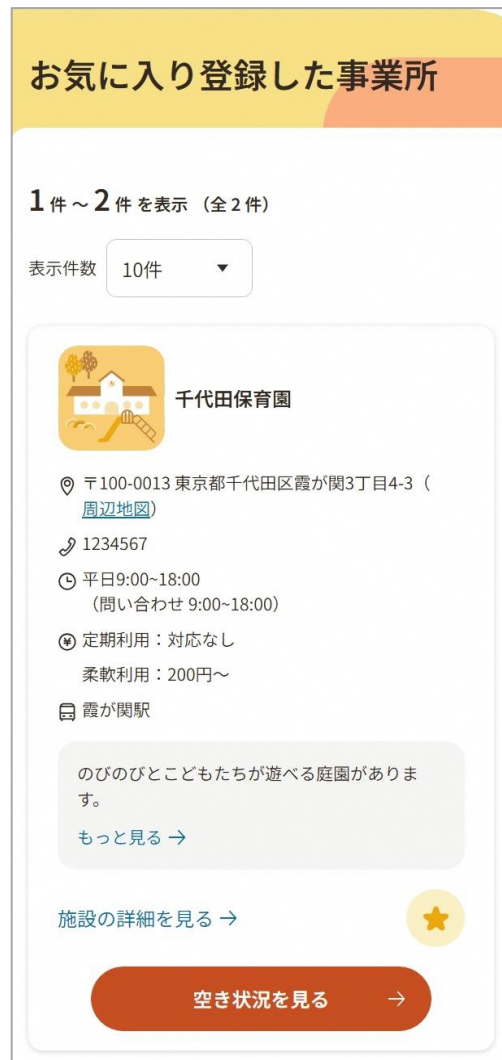 お気に入り登録した事業所
1件～2件を表示（全2件）
表示件数 10件
千代田保育園
〒100-0013 東京都千代田区霞が関3丁目4-3（
周辺地図）
1234567
平日9:00~18:00
（問い合わせ 9:00~18:00）
定期利用：対応なし
柔軟利用：200円～
霞が関駅
のびのびとこどもたちが遊べる庭園がありま
す。
もっと見る →
施設の詳細を見る →
空き状況を見る →